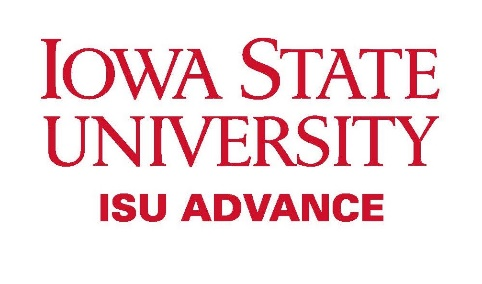 IOWA STATE
UNIVERSITY
ISU ADVANCE